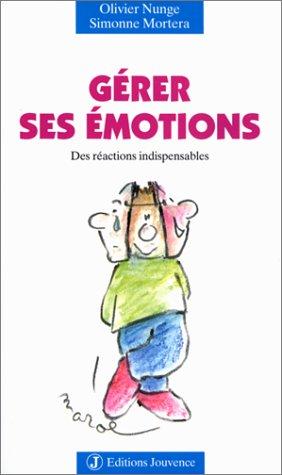 Olivier Nunge
Simonne Mortera
GÉRER
SES ÉMOTIONS
Des réactions indispensables
marol
J Editions Jouvence